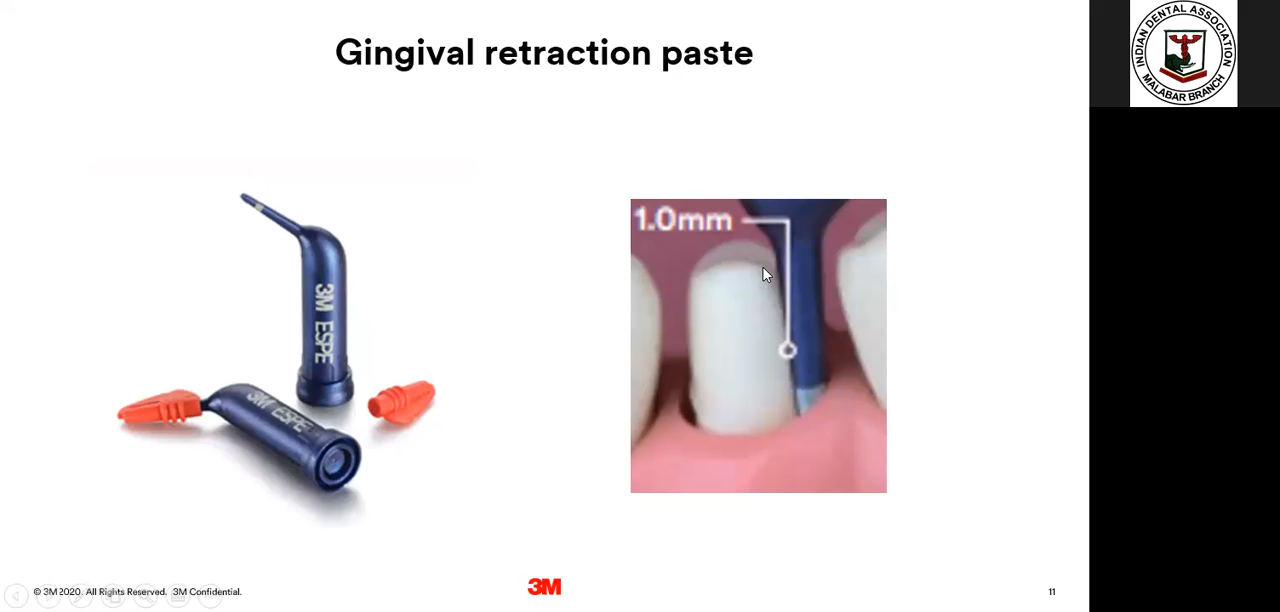 Gingival retraction paste
INDIAN DENTAL ASSOCIATION
MALABAR BRANCH
1.0mm
3M ESPE
3M ESPE
© 3M 2020. All Rights Reserved. 3M Confidential.
3M
11